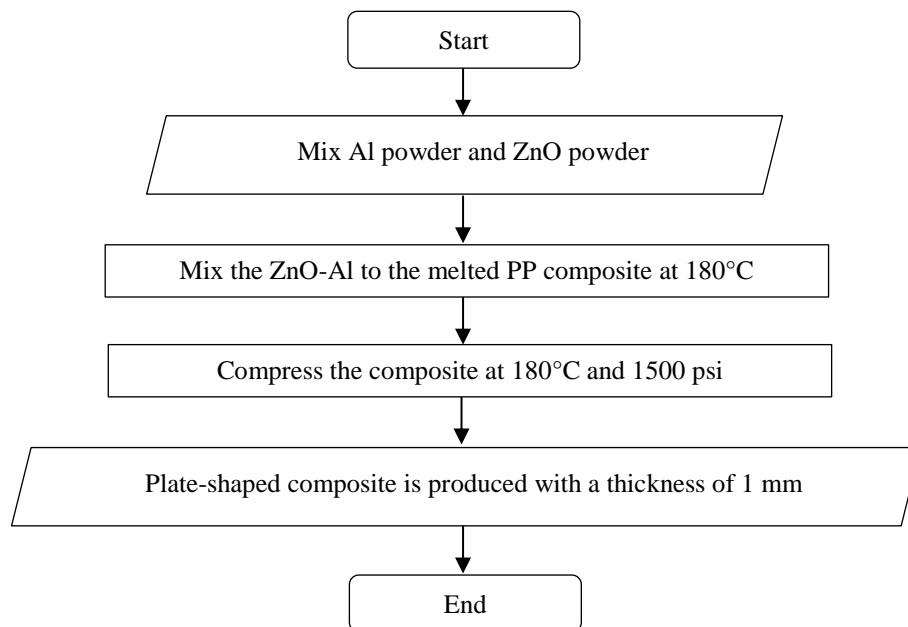 Start
Mix Al powder and ZnO powder
Mix the ZnO-Al to the melted PP composite at 180°C
Compress the composite at 180°C and 1500 psi
Plate-shaped composite is produced with a thickness of 1 mm
End